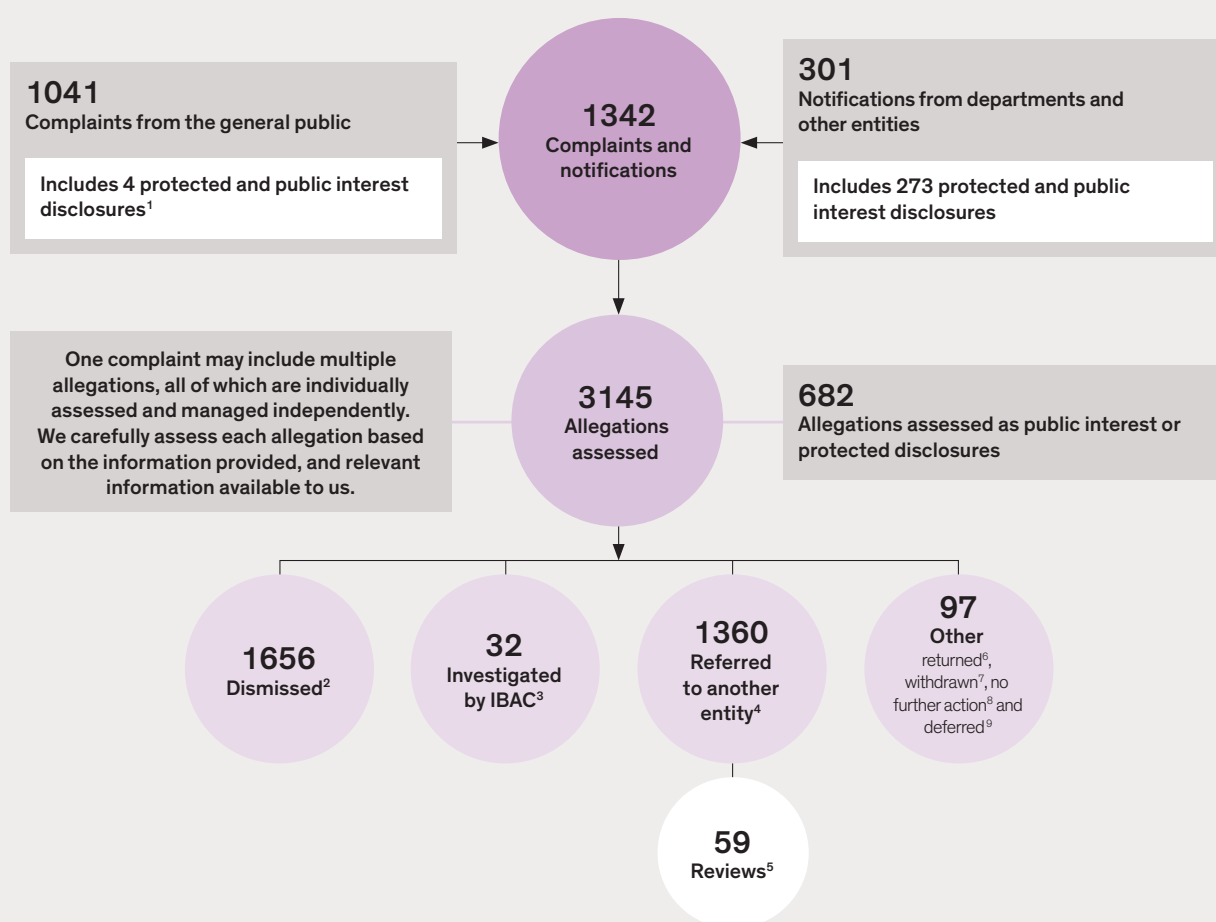 1041
Complaints from the general public
Includes 4 protected and public interest
disclosures¹
1342
Complaints and
notifications
301
Notifications from departments and
other entities
Includes 273 protected and public
interest disclosures
One complaint may include multiple
allegations, all of which are individually
assessed and managed independently.
We carefully assess each allegation based
on the information provided, and relevant
information available to us.
3145
Allegations
assessed
682
Allegations assessed as public interest or
protected disclosures
1656
Dismissed²
32
Investigated
by IBAC³
1360
Referred
to another
entity⁴
97
Other
returned⁶,
withdrawn⁷, no
further action⁸ and
deferred⁹
59
Reviews⁵